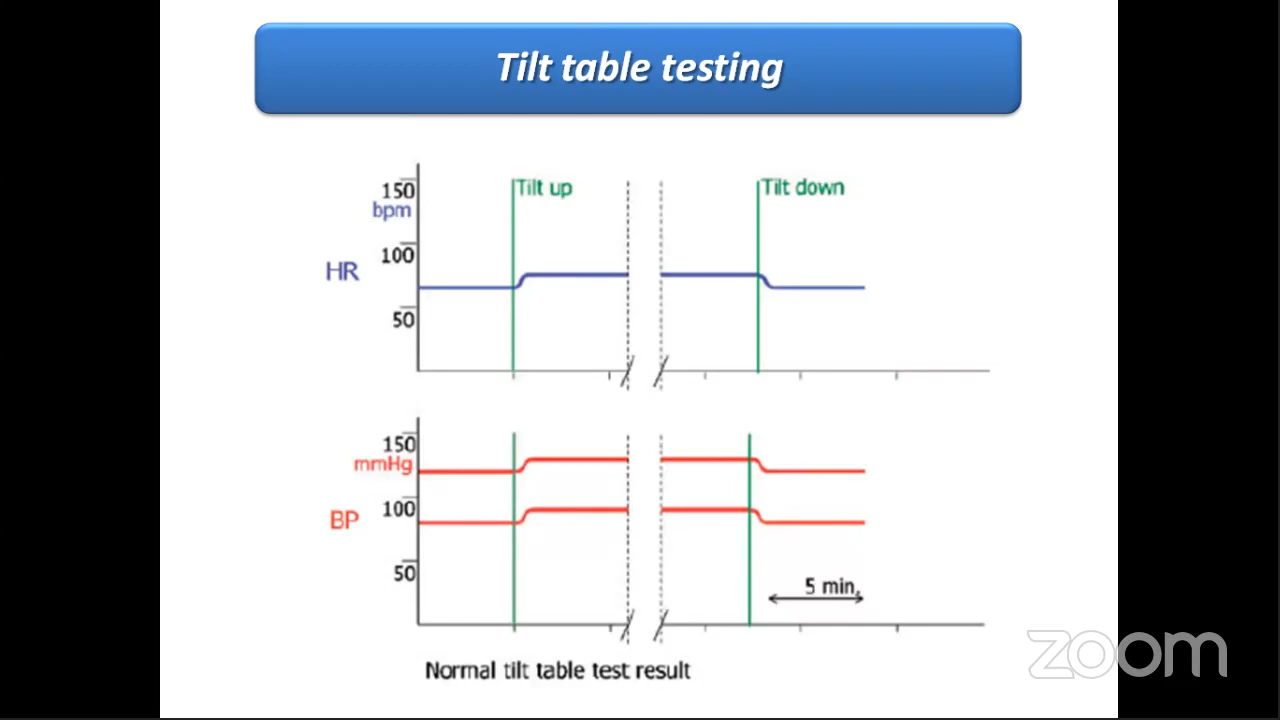 Tilt table testing
150
bpm
Tilt up
Tilt down
100
HR
50
150
mmHg
100
BP
50
5 min.
Normal tilt table test result
zoom